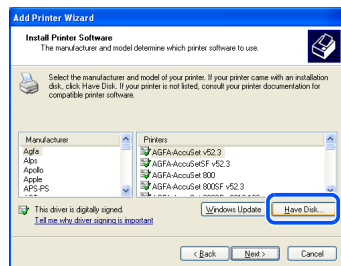 Add Printer Wizard
Install Printer Software
The manufacturer and model determine which printer software to use.
Select the manufacturer and model of your printer. If your printer came with an installation
disk, click Have Disk. If your printer is not listed, consult your printer documentation for
compatible printer software.
Manufacturer
Agfa
Alps
Apollo
Apple
APS-PS
Printers
AGFA-AccuSet v52.3
AGFA-AccuSetSF v52.3
AGFA-AccuSet 800
AGFA-AccuSet 800SF v52.3
This driver is digitally signed.
Tell me why driver signing is important
Windows Update
Have Disk...
< Back
Next >
Cancel